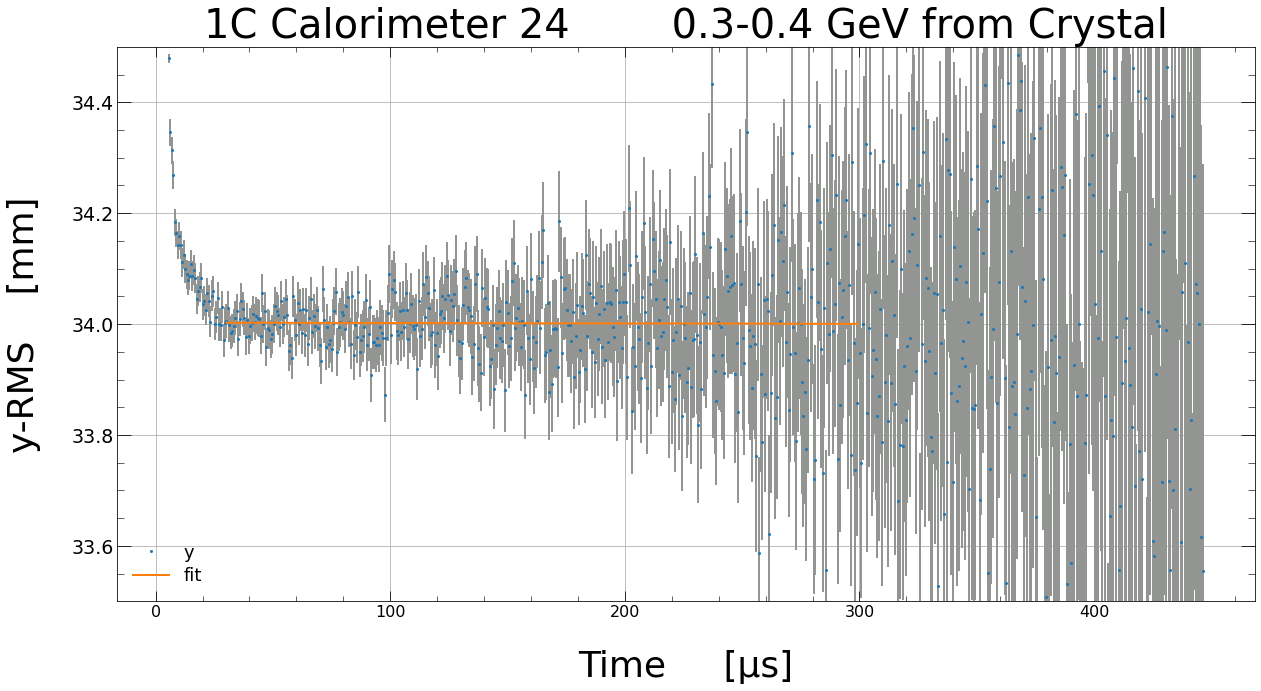 1C Calorimeter 24 0.3-0.4 GeV from Crystal
y-RMS [mm]
34.4
34.2
34.0
33.8
33.6
y
fit
0 100 200 300 400
Time [μs]